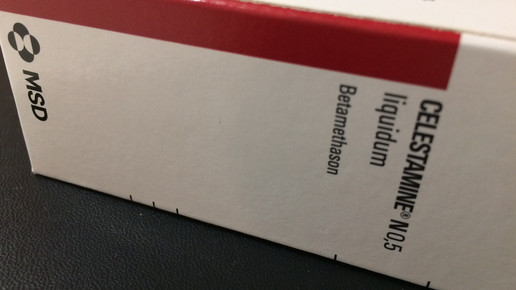 CELESTAMINE® N 0,5
liquidum
Betamethason
MSD